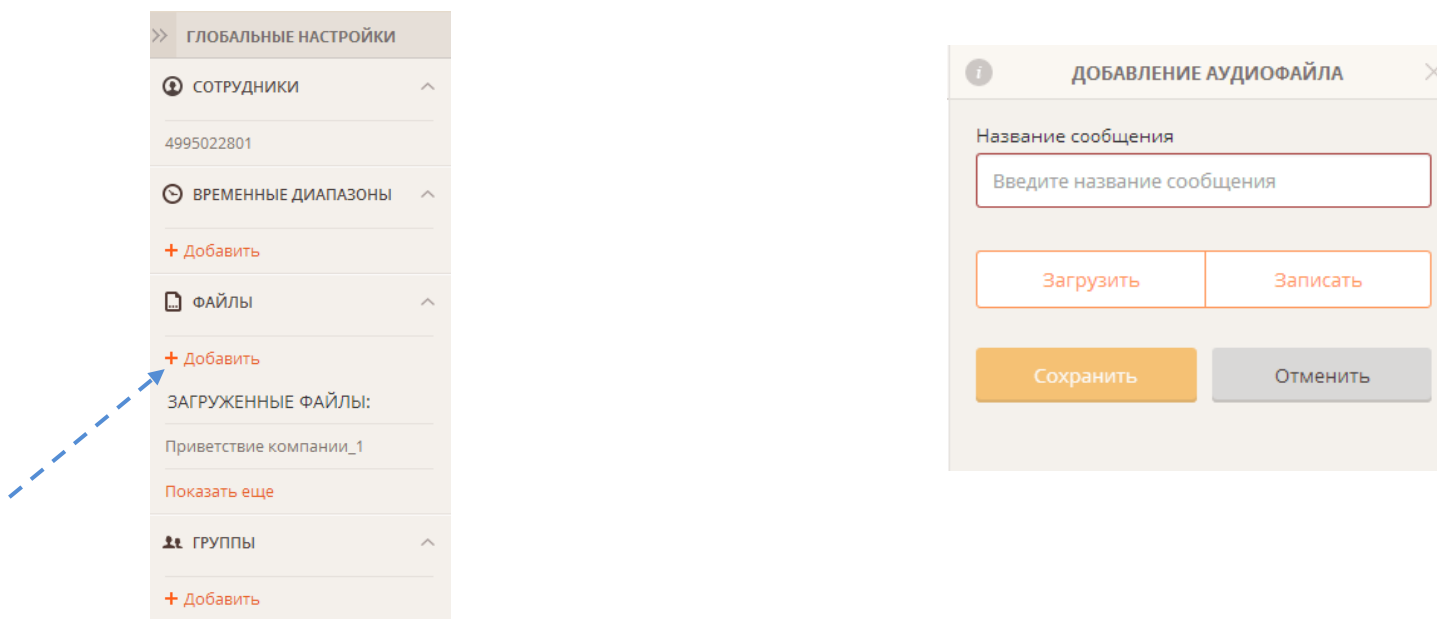 ГЛОБАЛЬНЫЕ НАСТРОЙКИ
СОТРУДНИКИ
4995022801
ВРЕМЕННЫЕ ДИАПАЗОНЫ
+ Добавить
ФАЙЛЫ
+ Добавить
ЗАГРУЖЕННЫЕ ФАЙЛЫ:
Приветствие компании_1
Показать еще
ГРУППЫ
+ Добавить
ДОБАВЛЕНИЕ АУДИОФАЙЛА
Название сообщения
Введите название сообщения
Загрузить Записать
Сохранить Отменить